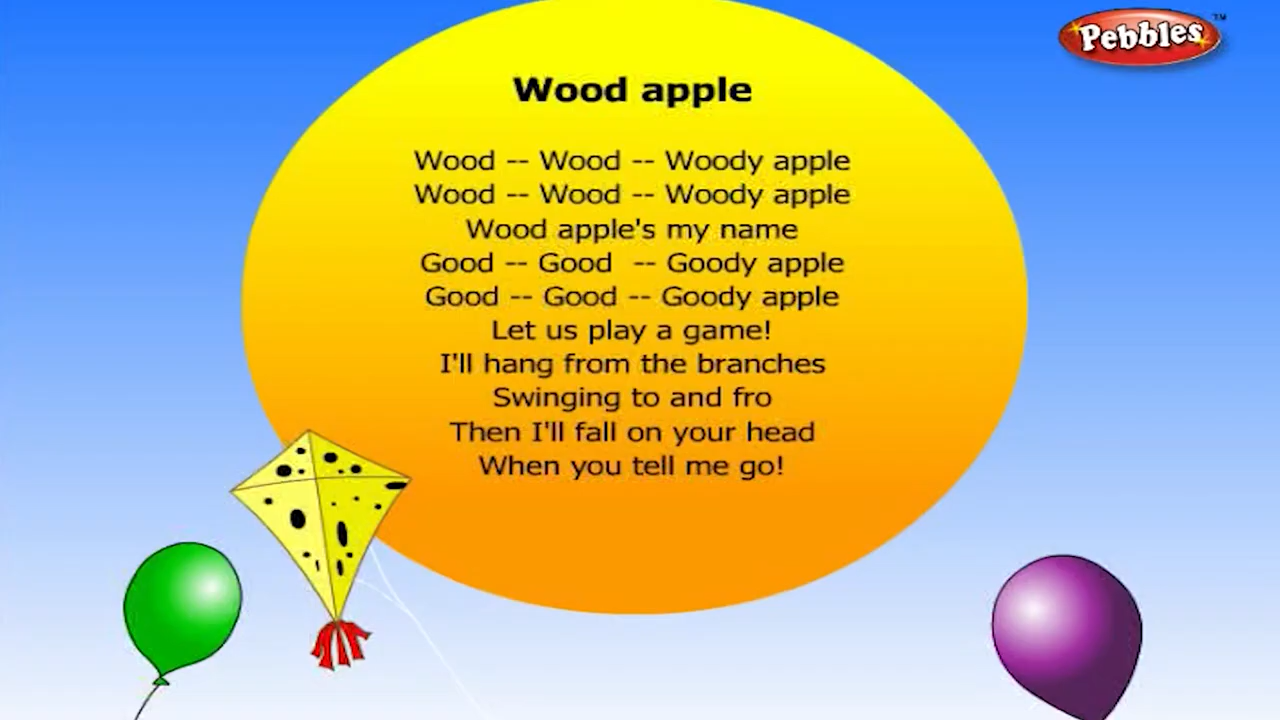 Pebbles™
Wood apple
Wood -- Wood -- Woody apple
Wood -- Wood -- Woody apple
Wood apple's my name
Good -- Good -- Goody apple
Good -- Good -- Goody apple
Let us play a game!
I'll hang from the branches
Swinging to and fro
Then I'll fall on your head
When you tell me go!